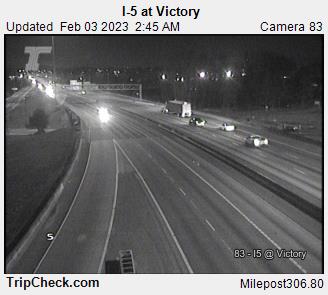 I-5 at Victory
Updated Feb 03 2023 2:45 AM Camera 83
S
83 - I5 @ Victory
TripCheck.com Milepost306.80